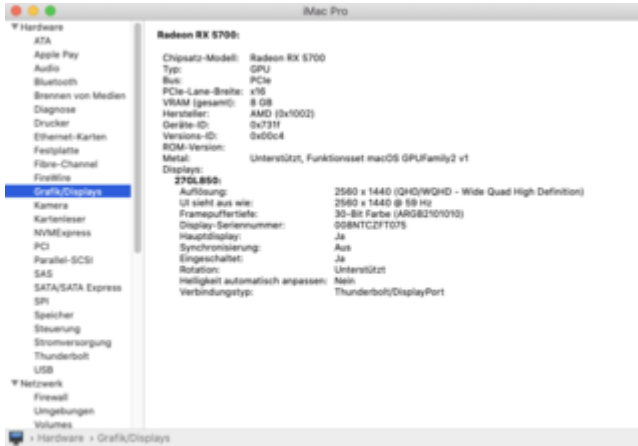 iMac Pro
Hardware
ATA
Apple Pay
Audio
Bluetooth
Brennen von Medien
Diagnose
Drucker
Ethernet-Karten
Festplatte
Fibre-Channel
FireWire
Grafik/Displays
Kamera
Kartenleser
NVMExpress
PCI
Parallel-SCSI
SAS
SATA/SATA Express
SPI
Speicher
Steuerung
Stromversorgung
Thunderbolt
USB
Netzwerk
Firewall
Umgebungen
Volumes
Radeon RX 5700:
Chipsatz-Modell: Radeon RX 5700
Typ: GPU
Bus: PCIe
PCIe-Lane-Breite: x16
VRAM (gesamt): 8 GB
Hersteller: AMD (0x1002)
Geräte-ID: 0x731f
Versions-ID: 0x00c4
ROM-Version:
Metal: Unterstützt, Funktionsset macOS GPUFamily2 v1
Displays:
270LB50:
Auflösung: 2560 x 1440 (QHD/WQHD - Wide Quad High Definition)
UI sieht aus wie: 2560 x 1440 @ 59 Hz
Framepuffertiefe: 30-Bit Farbe (ARGB2101010)
Display-Seriennummer: 008NTCZFT075
Hauptdisplay: Ja
Synchronisierung: Aus
Eingeschaltet: Ja
Rotation: Unterstützt
Helligkeit automatisch anpassen: Nein
Verbindungstyp: Thunderbolt/DisplayPort
Hardware › Grafik/Displays